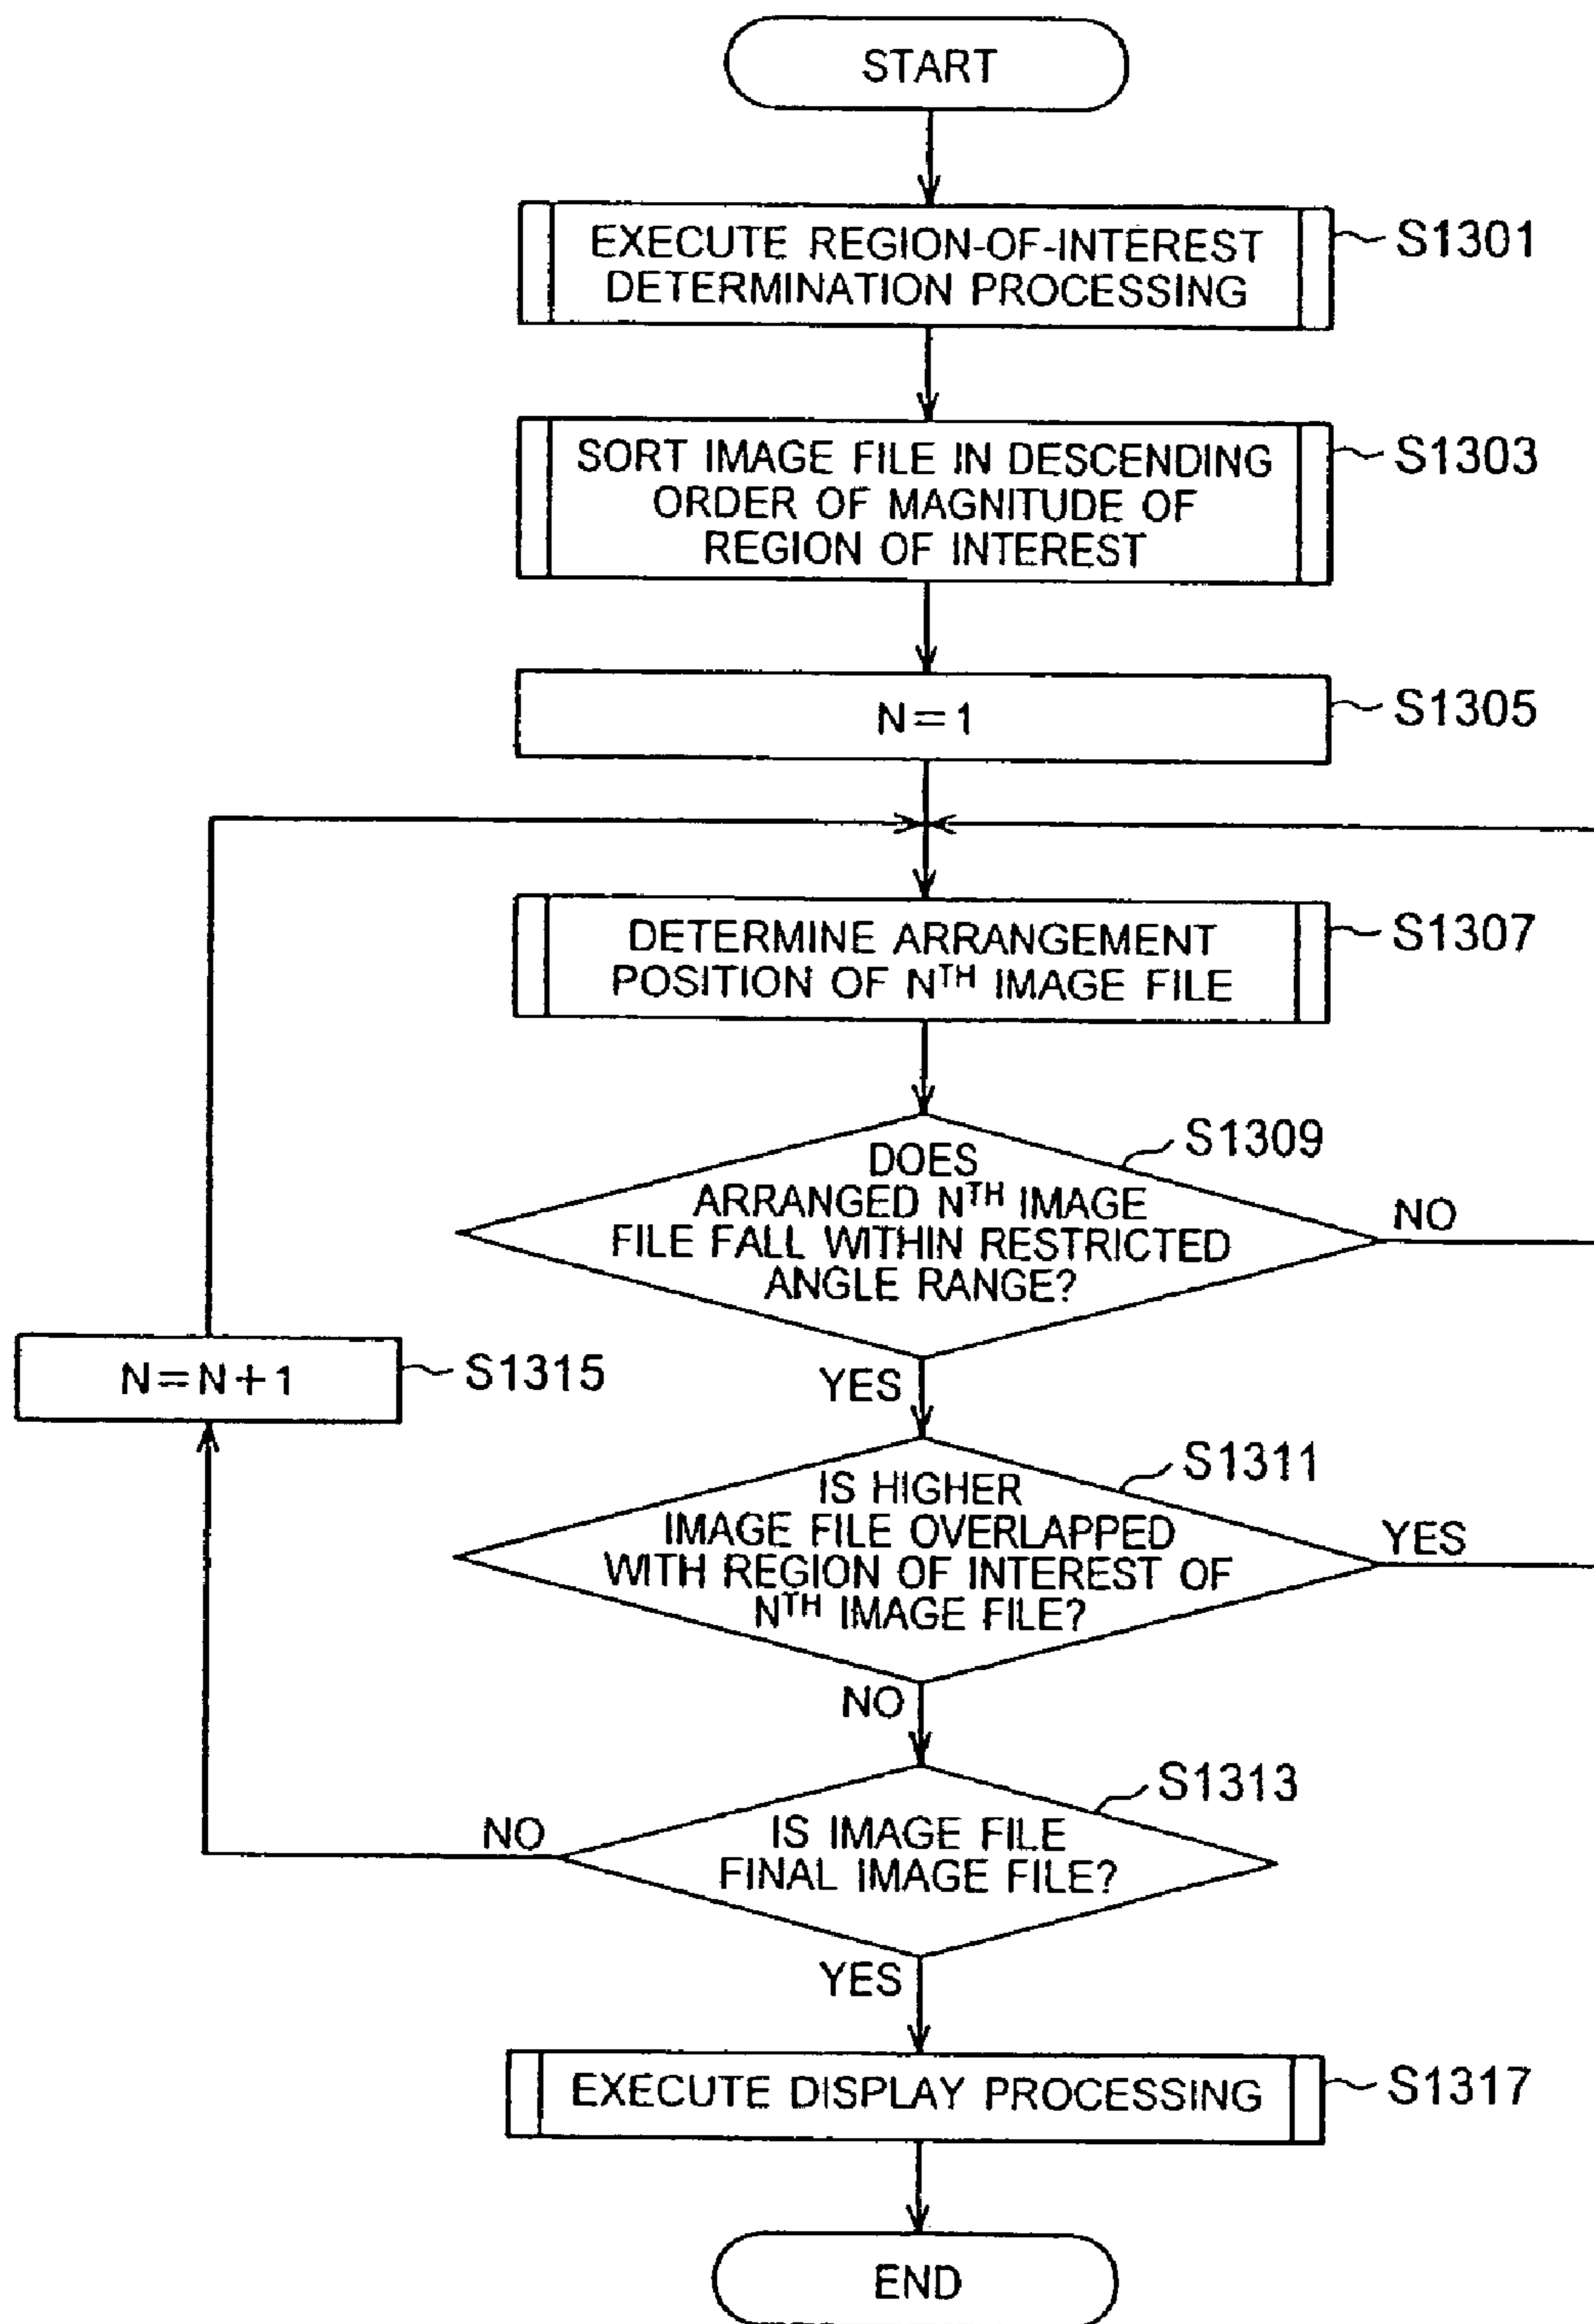 START
EXECUTE REGION-OF-INTEREST
DETERMINATION PROCESSING
S1301
SORT IMAGE FILE IN DESCENDING
ORDER OF MAGNITUDE OF
REGION OF INTEREST
S1303
N=1
S1305
DETERMINE ARRANGEMENT
POSITION OF NTH IMAGE FILE
S1307
S1309
DOES
ARRANGED NTH IMAGE
FILE FALL WITHIN RESTRICTED
ANGLE RANGE?
NO
YES
N=N+1
S1315
S1311
IS HIGHER
IMAGE FILE OVERLAPPED
WITH REGION OF INTEREST OF
NTH IMAGE FILE?
YES
NO
S1313
IS IMAGE FILE
FINAL IMAGE FILE?
NO
YES
EXECUTE DISPLAY PROCESSING
S1317
END